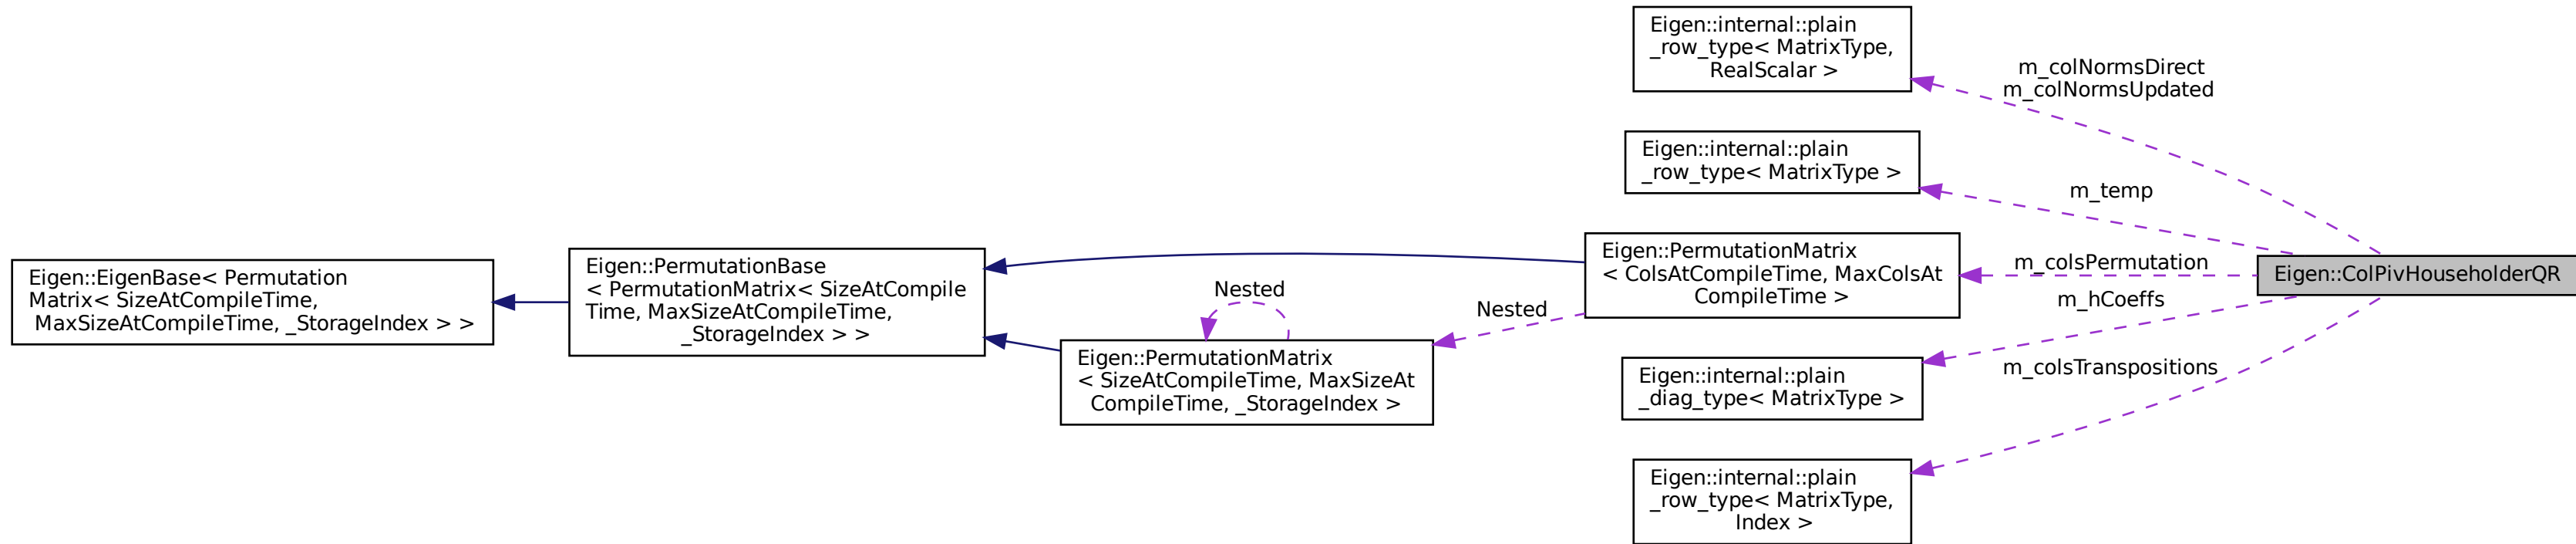 Eigen::EigenBase< Permutation
Matrix< SizeAtCompileTime,
MaxSizeAtCompileTime, _StorageIndex > >
Eigen::PermutationBase
< PermutationMatrix< SizeAtCompile
Time, MaxSizeAtCompileTime,
_StorageIndex > >
Nested
Eigen::PermutationMatrix
< SizeAtCompileTime, MaxSizeAt
CompileTime, _StorageIndex >
Nested
Eigen::internal::plain
_row_type< MatrixType,
RealScalar >
Eigen::internal::plain
_row_type< MatrixType >
Eigen::PermutationMatrix
< ColsAtCompileTime, MaxColsAt
CompileTime >
Eigen::internal::plain
_diag_type< MatrixType >
Eigen::internal::plain
_row_type< MatrixType,
Index >
m_colNormsDirect
m_colNormsUpdated
m_temp
m_colsPermutation
m_hCoeffs
m_colsTranspositions
Eigen::ColPivHouseholderQR